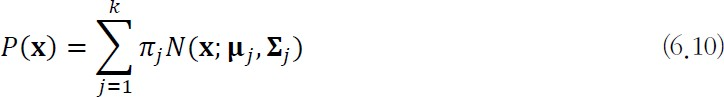 P(𝐱) = ∑_{j=1}^{k} π_j N(𝐱; 𝛍_j, 𝚺_j) (6.10)